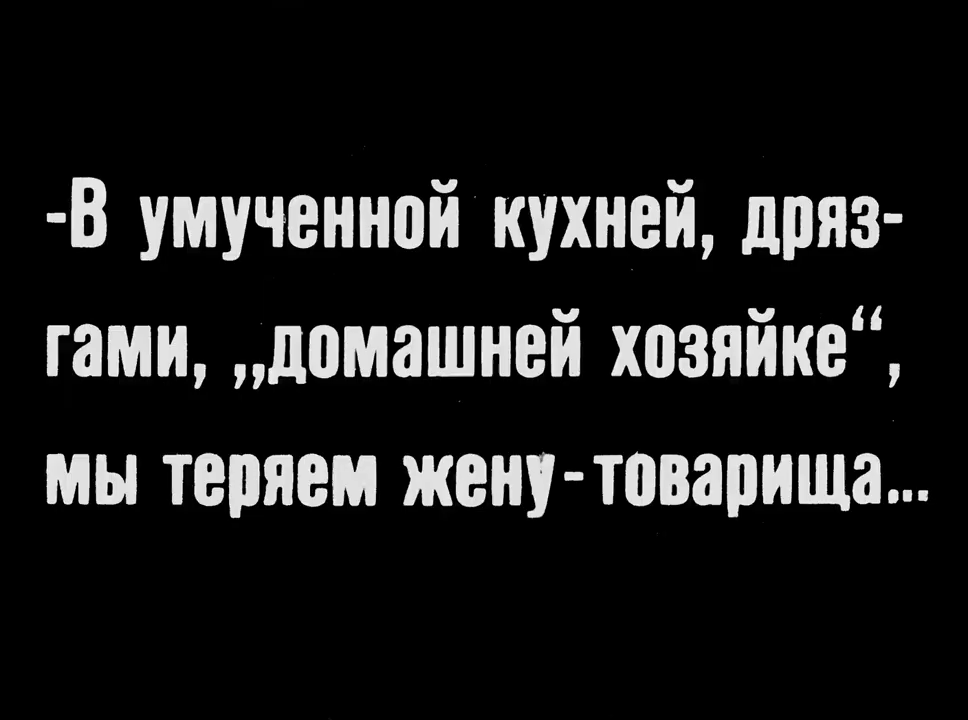 -В умученной кухней, дряз-
гами, „домашней хозяйке“,
мы теряем жену-товарища...